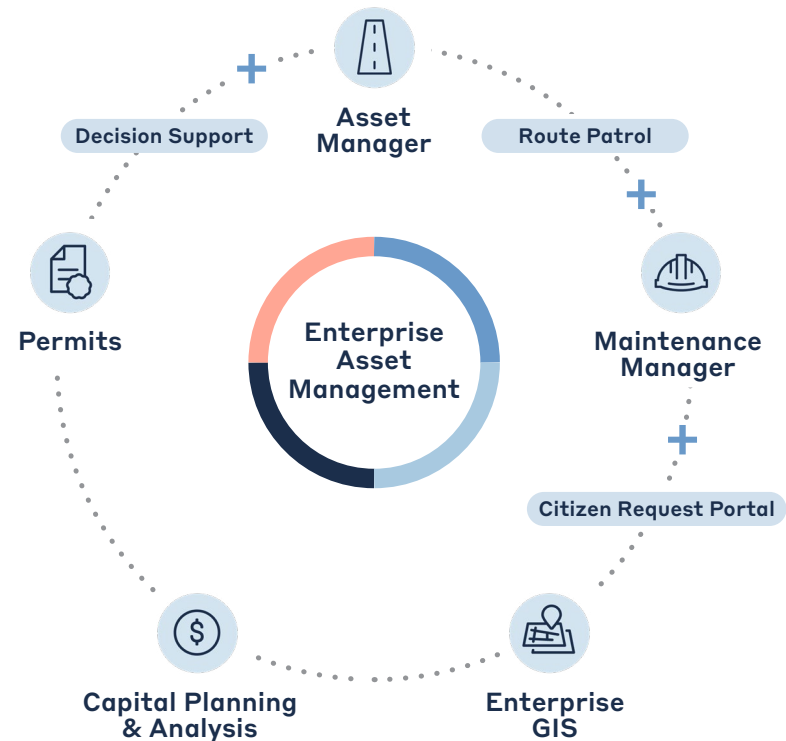 Asset
Manager
Decision Support
Route Patrol
Permits
Enterprise
Asset
Management
Maintenance
Manager
Citizen Request Portal
$
Capital Planning
& Analysis
Enterprise
GIS